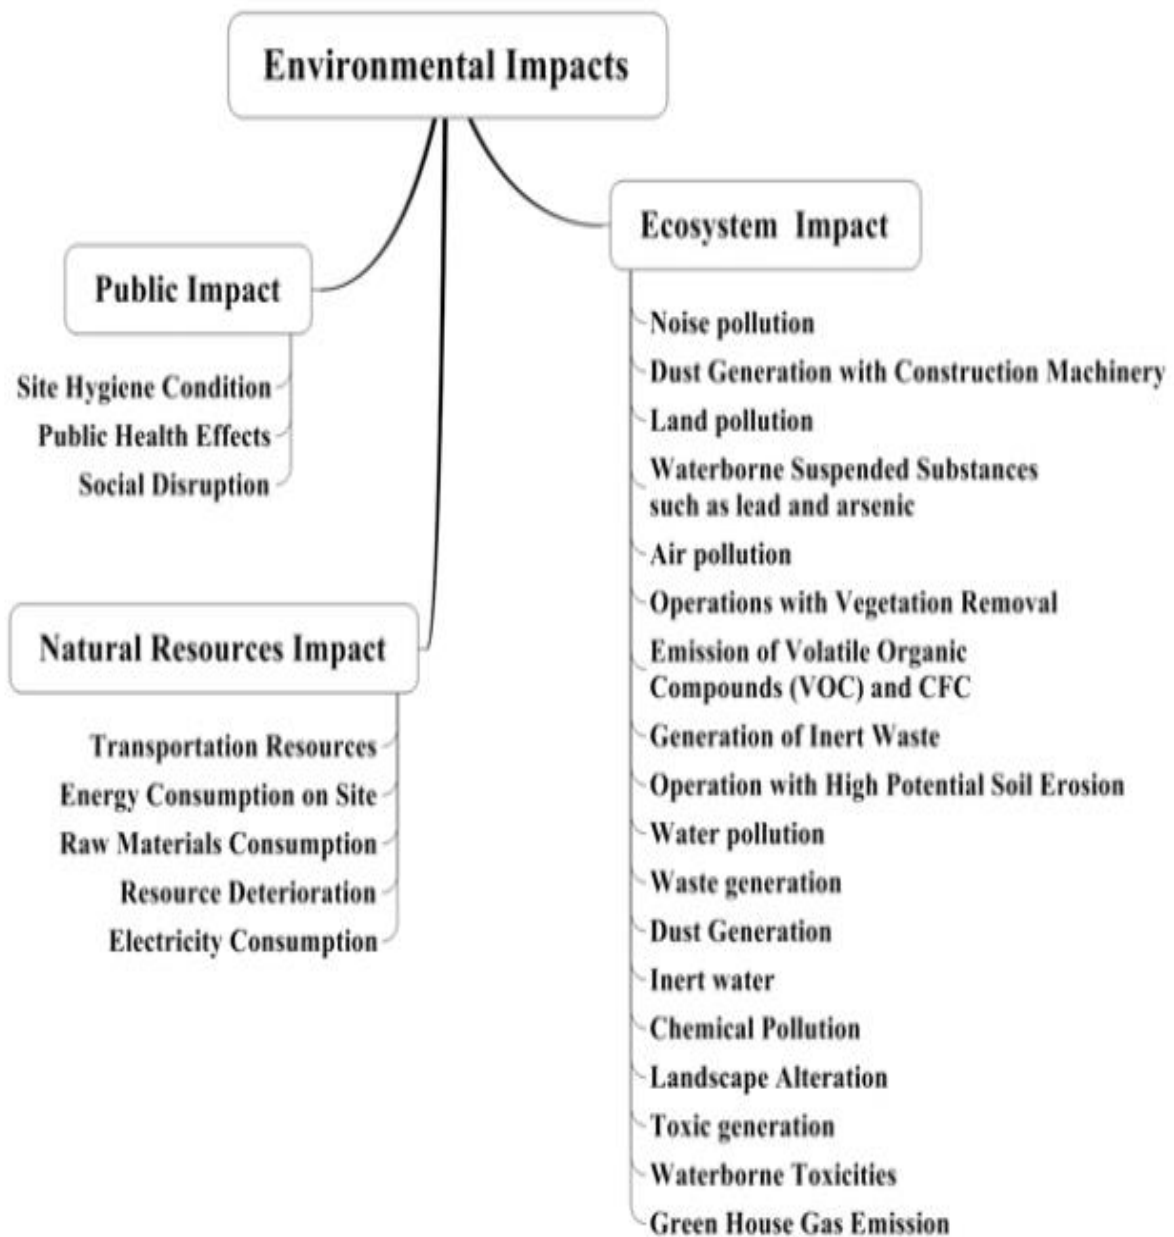 Environmental Impacts
Public Impact
Site Hygiene Condition
Public Health Effects
Social Disruption
Natural Resources Impact
Transportation Resources
Energy Consumption on Site
Raw Materials Consumption
Resource Deterioration
Electricity Consumption
Ecosystem Impact
Noise pollution
Dust Generation with Construction Machinery
Land pollution
Waterborne Suspended Substances
such as lead and arsenic
Air pollution
Operations with Vegetation Removal
Emission of Volatile Organic
Compounds (VOC) and CFC
Generation of Inert Waste
Operation with High Potential Soil Erosion
Water pollution
Waste generation
Dust Generation
Inert water
Chemical Pollution
Landscape Alteration
Toxic generation
Waterborne Toxicities
Green House Gas Emission